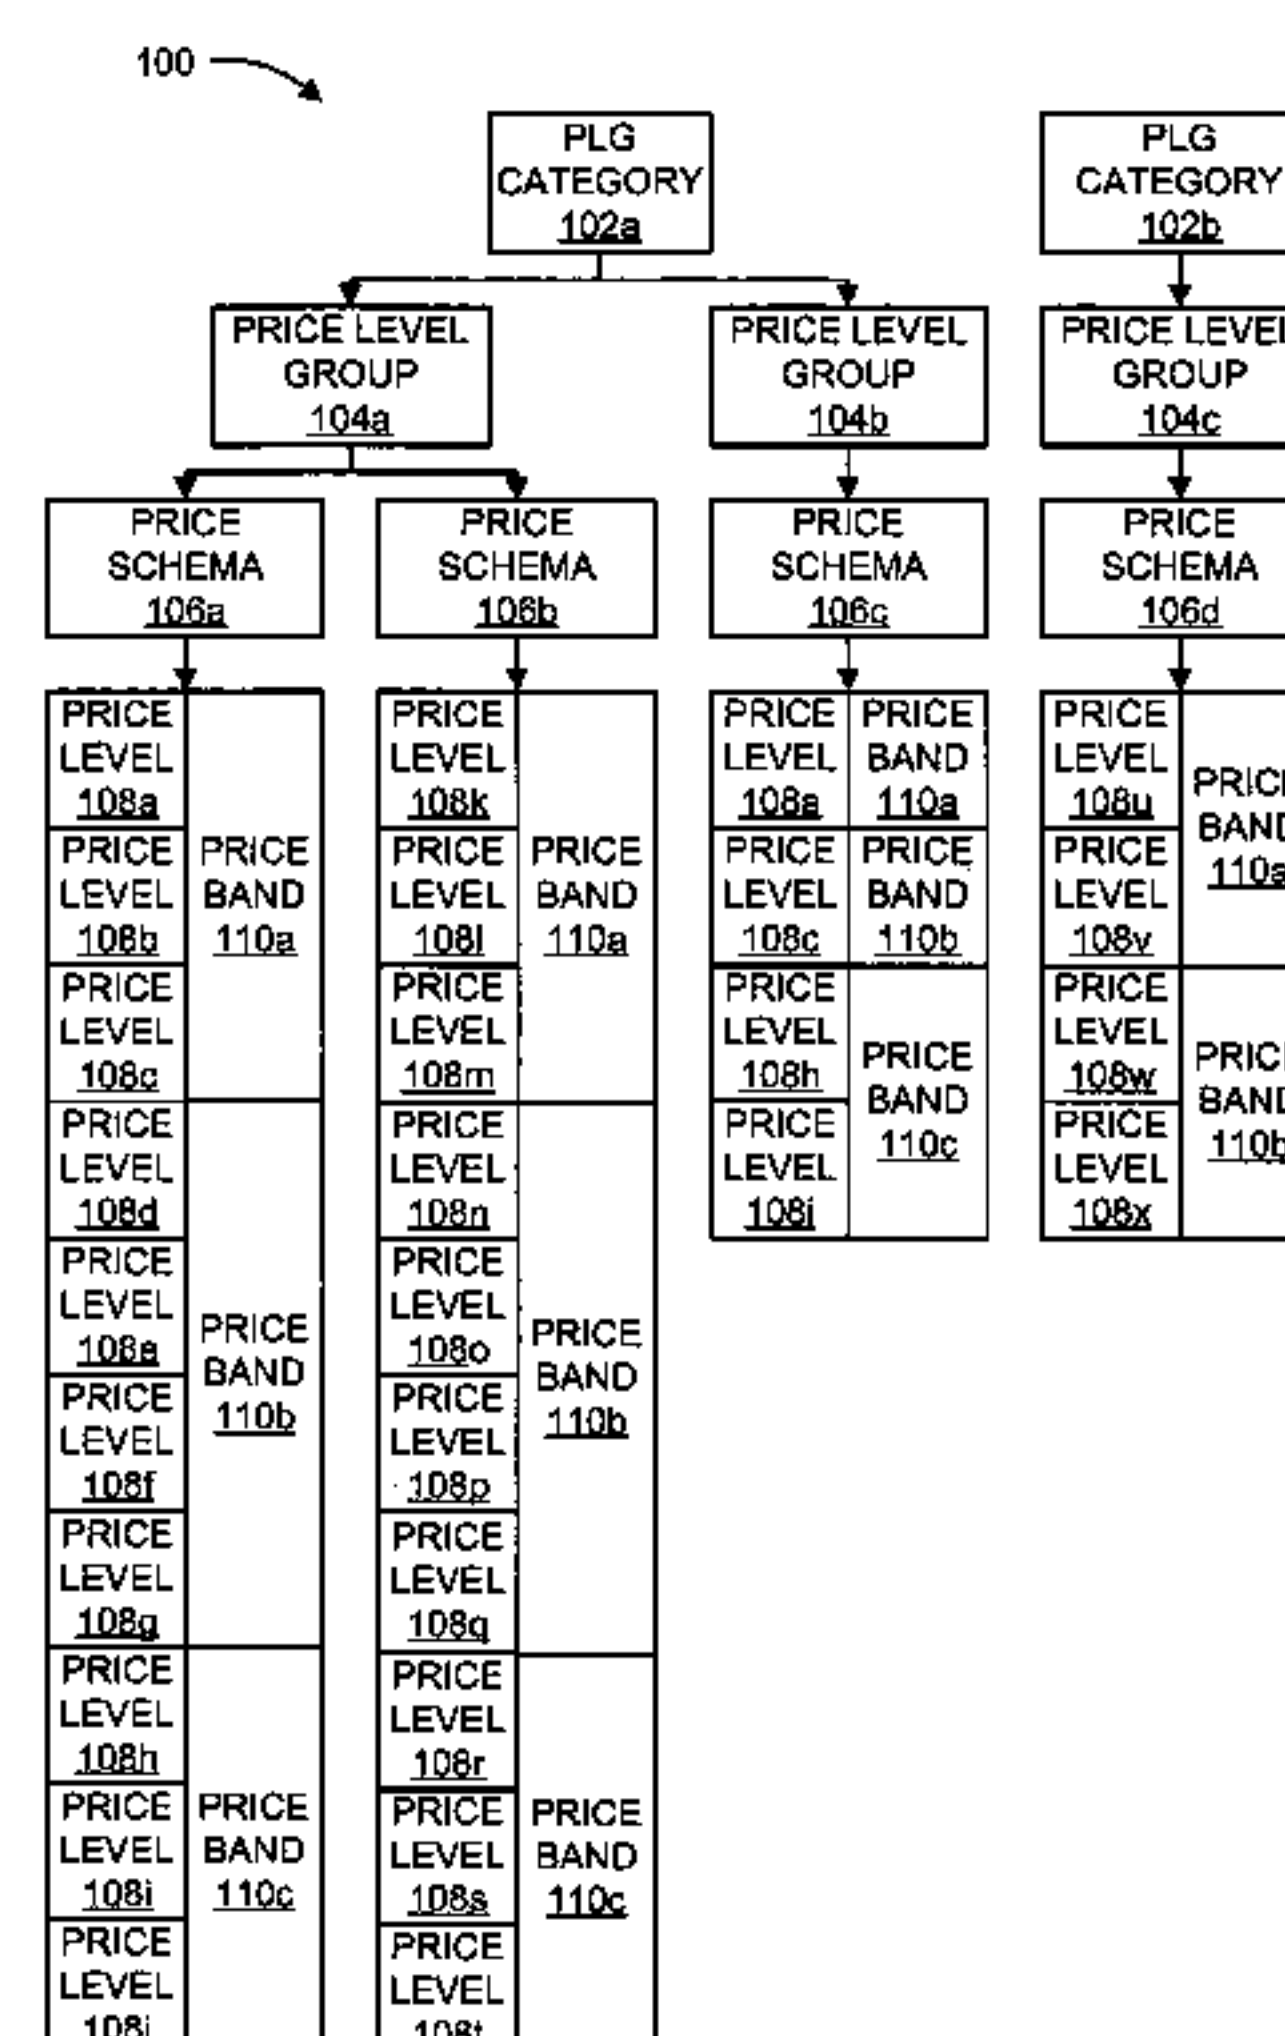 100
PLG
CATEGORY
102a
PLG
CATEGORY
102b
PRICE LEVEL
GROUP
104a
PRICE LEVEL
GROUP
104b
PRICE LEVEL
GROUP
104c
PRICE
SCHEMA
106a
PRICE
SCHEMA
106b
PRICE
SCHEMA
106c
PRICE
SCHEMA
106d
PRICE
LEVEL
108a
PRICE
LEVEL
108b
PRICE
LEVEL
108c
PRICE
BAND
110a
PRICE
LEVEL
108d
PRICE
LEVEL
108e
PRICE
LEVEL
108f
PRICE
LEVEL
108g
PRICE
BAND
110b
PRICE
LEVEL
108h
PRICE
LEVEL
108i
PRICE
LEVEL
108j
PRICE
BAND
110c
PRICE
LEVEL
108k
PRICE
LEVEL
108l
PRICE
LEVEL
108m
PRICE
BAND
110a
PRICE
LEVEL
108n
PRICE
LEVEL
108o
PRICE
LEVEL
108p
PRICE
LEVEL
108q
PRICE
BAND
110b
PRICE
LEVEL
108r
PRICE
LEVEL
108s
PRICE
LEVEL
108t
PRICE
BAND
110c
PRICE
LEVEL
108a
PRICE
BAND
110a
PRICE
LEVEL
108c
PRICE
BAND
110b
PRICE
LEVEL
108h
PRICE
LEVEL
108j
PRICE
BAND
110c
PRICE
LEVEL
108u
PRICE
LEVEL
108v
PRICE
BAND
110a
PRICE
LEVEL
108w
PRICE
LEVEL
108x
PRICE
BAND
110b